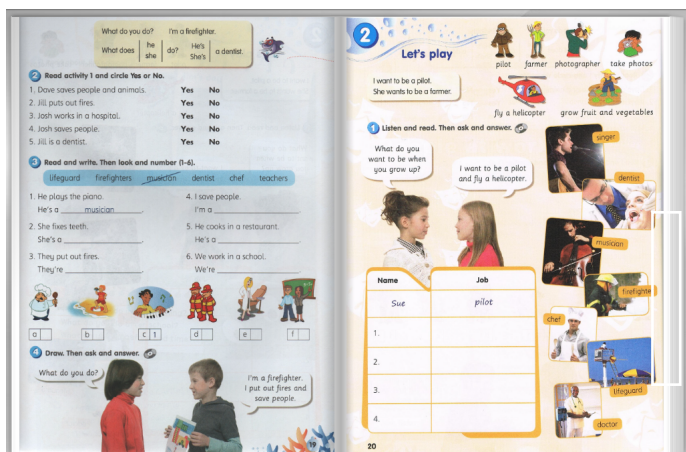 What do you do? I'm a firefighter.
What does he she do? He's She's a dentist.
2 Read activity 1 and circle Yes or No.
1. Dave saves people and animals. Yes No
2. Jill puts out fires. Yes No
3. Josh works in a hospital. Yes No
4. Josh saves people. Yes No
5. Jill is a dentist. Yes No
3 Read and write. Then look and number (1-6).
lifeguard firefighters musician dentist chef teachers
1. He plays the piano.
He's a musician.
2. She fixes teeth.
She's a
3. They put out fires.
They're
4. I save people.
I'm a
5. He cooks in a restaurant.
He's a
6. We work in a school.
We're
a
b
c 1
d
e
f
4 Draw. Then ask and answer.
What do you do?
I'm a firefighter.
I put out fires and
save people.
19
2
Let's play
I want to be a pilot.
She wants to be a farmer.
pilot farmer photographer take photos
fly a helicopter grow fruit and vegetables
1 Listen and read. Then ask and answer.
What do you
want to be when
you grow up?
I want to be a pilot
and fly a helicopter.
singer
dentist
musician
firefighter
chef
lifeguard
doctor
Name Job
Sue pilot
1.
2.
3.
4.
20